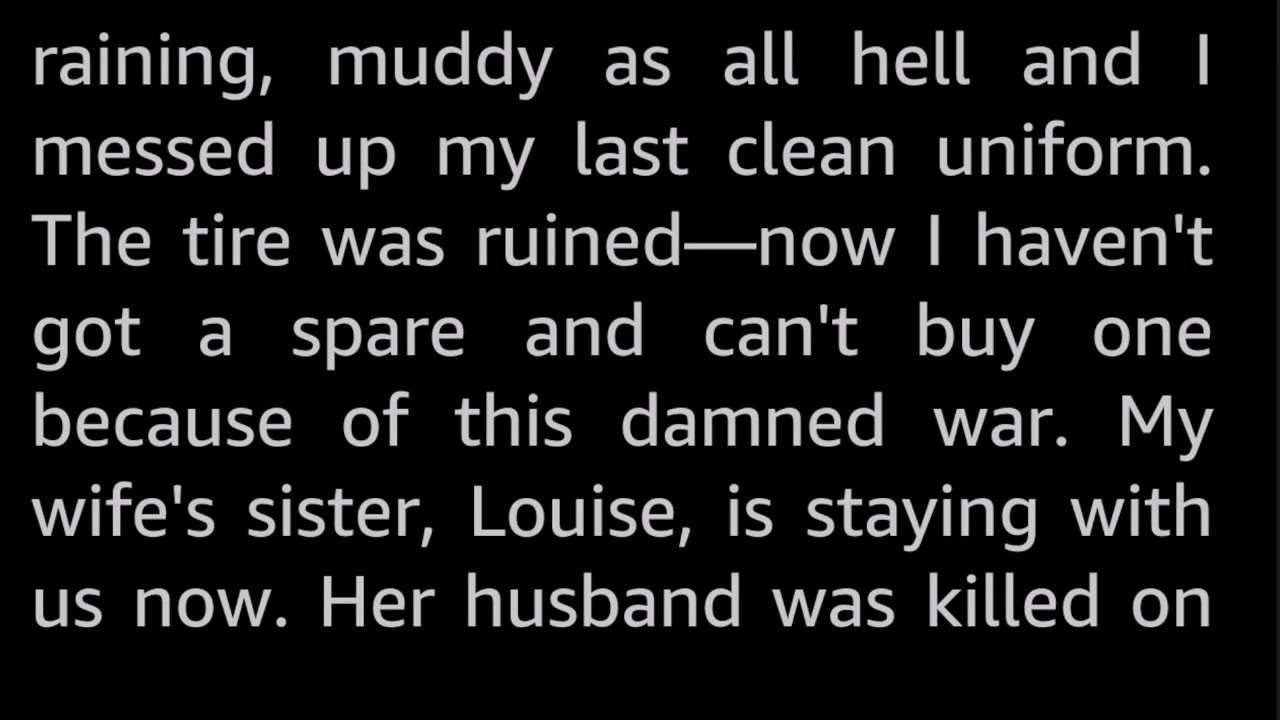 raining, muddy as all hell and I
messed up my last clean uniform.
The tire was ruined—now I haven't
got a spare and can't buy one
because of this damned war. My
wife's sister, Louise, is staying with
us now. Her husband was killed on